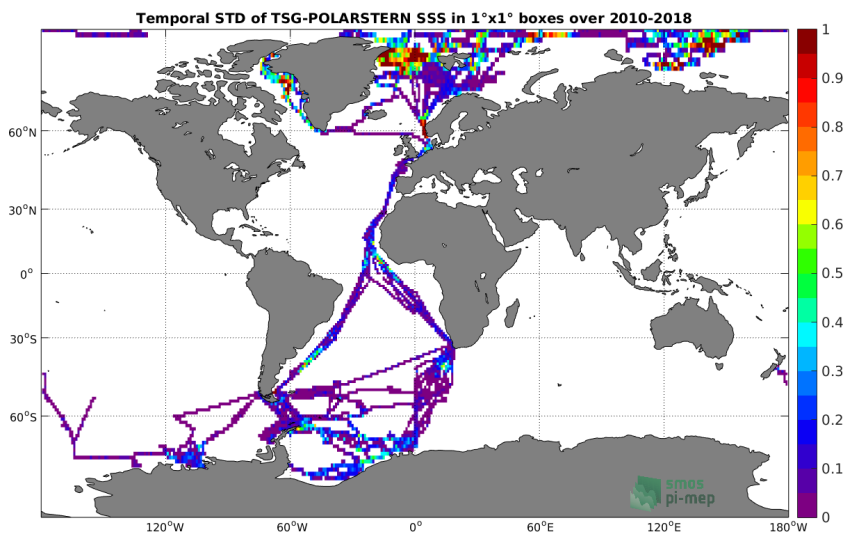 Temporal STD of TSG-POLARSTERN SSS in 1°x1° boxes over 2010-2018
60°N
30°N
0°
30°S
60°S
120°W
60°W
0°
60°E
120°E
180°W
1
0.9
0.8
0.7
0.6
0.5
0.4
0.3
0.2
0.1
0
smos
pi-mep